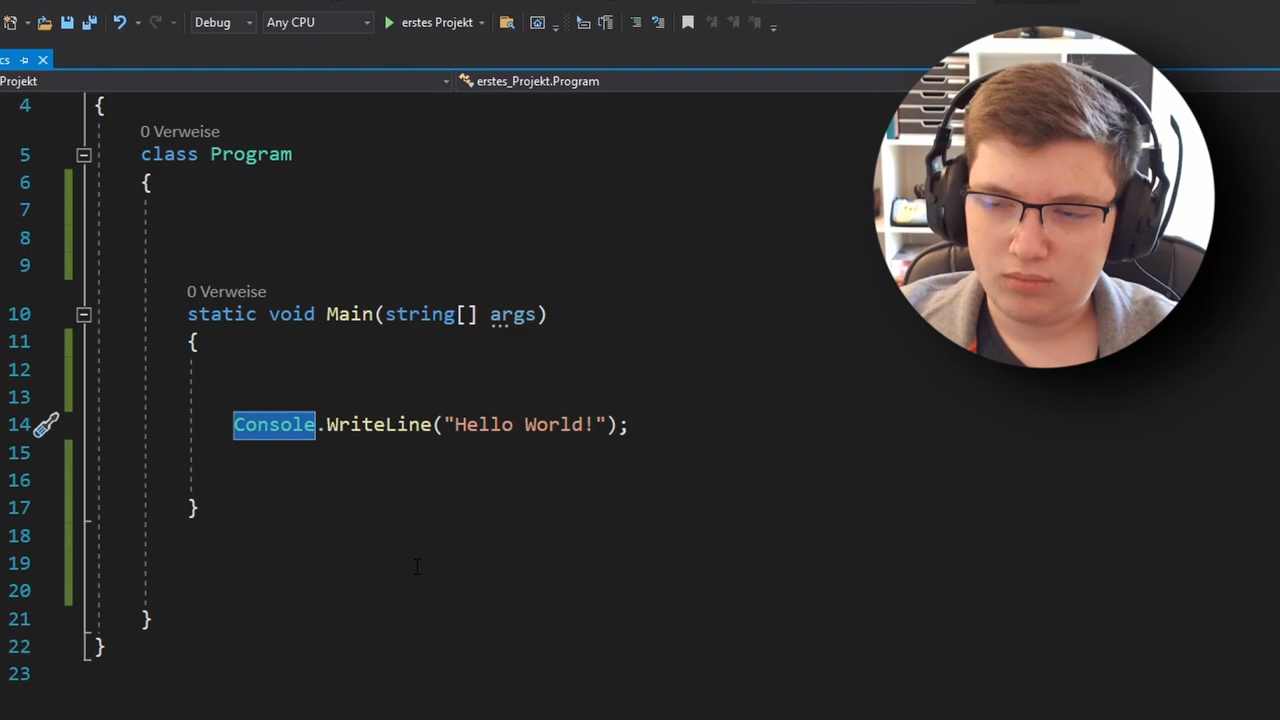 Debug Any CPU erstes Projekt
cs
Projekt erstes_Projekt.Program
4 {
0 Verweise
5 class Program
6 {
7
8
9
0 Verweise
10 static void Main(string[] args)
11 {
12
13
14 Console.WriteLine("Hello World!");
15
16
17 }
18
19
20
21 }
22 }
23